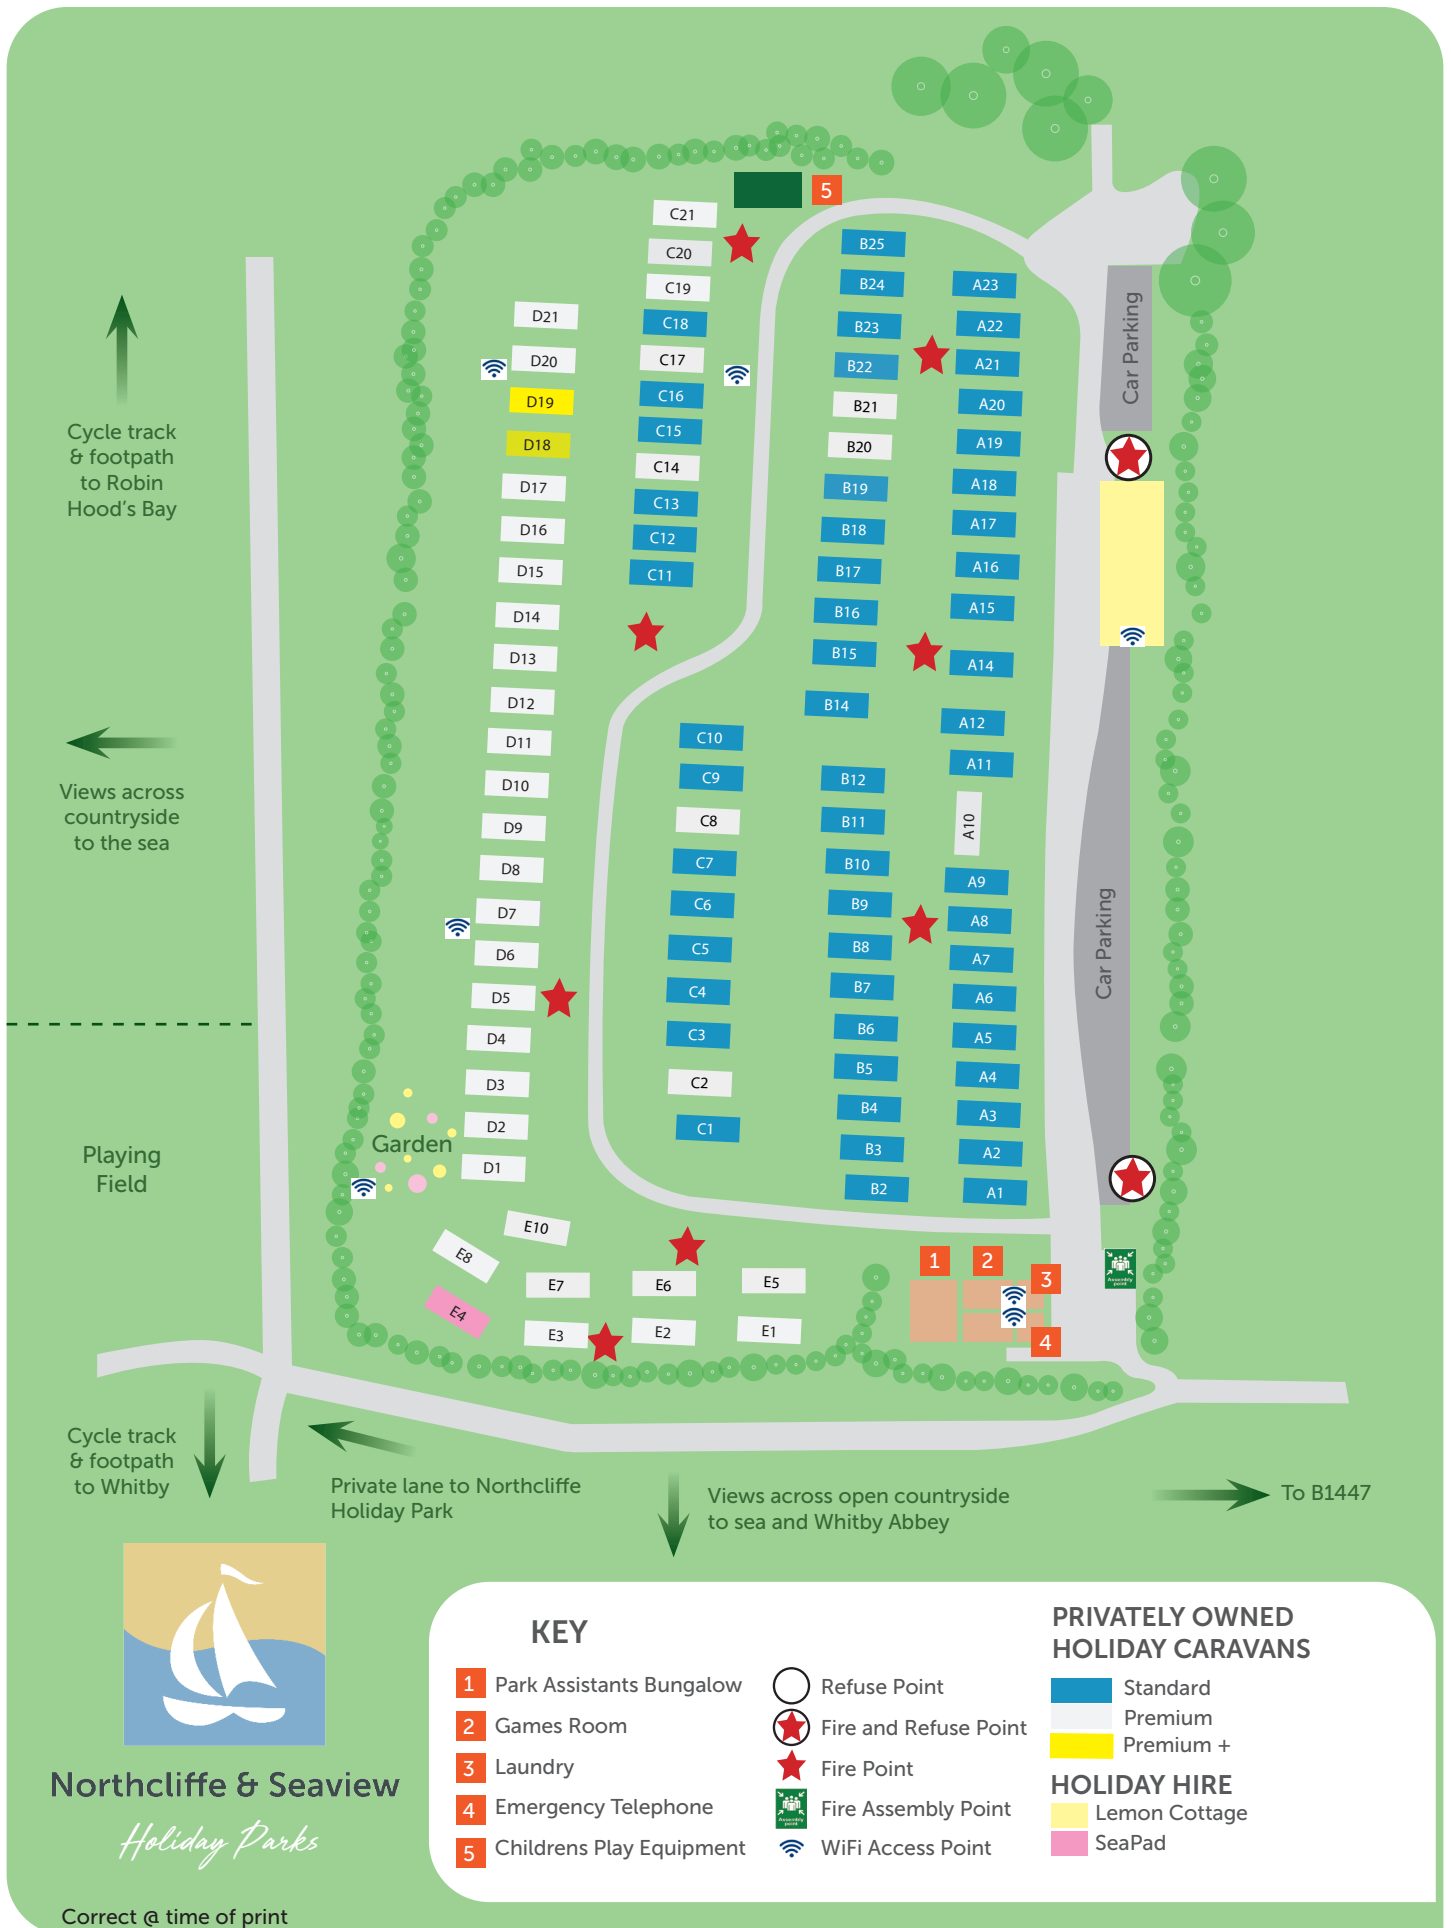 5
C21
C20
C19
C18
C17
C16
C15
C14
C13
C12
C11
B25
B24
B23
B22
B21
B20
B19
B18
B17
B16
B15
B14
A23
A22
A21
A20
A19
A18
A17
A16
A15
A14
A12
A11
A10
A9
A8
A7
A6
A5
A4
A3
A2
A1
D21
D20
D19
D18
D17
D16
D15
D14
D13
D12
D11
D10
D9
D8
D7
D6
D5
D4
D3
D2
D1
C10
C9
C8
C7
C6
C5
C4
C3
C2
C1
B12
B11
B10
B9
B8
B7
B6
B5
B4
B3
B2
Car Parking
Car Parking
Cycle track
& footpath
to Robin
Hood's Bay
Views across
countryside
to the sea
Playing
Field
Garden
E10
E8
E7
E6
E5
E4
E3
E2
E1
1
2
3
4
Assembly
point
Cycle track
& footpath
to Whitby
Private lane to Northcliffe
Holiday Park
Views across open countryside
to sea and Whitby Abbey
To B1447
Northcliffe & Seaview
Holiday Parks
Correct @ time of print
KEY
1 Park Assistants Bungalow
2 Games Room
3 Laundry
4 Emergency Telephone
5 Childrens Play Equipment
Refuse Point
Fire and Refuse Point
Fire Point
Assembly
point
Fire Assembly Point
WiFi Access Point
PRIVATELY OWNED
HOLIDAY CARAVANS
Standard
Premium
Premium +
HOLIDAY HIRE
Lemon Cottage
SeaPad